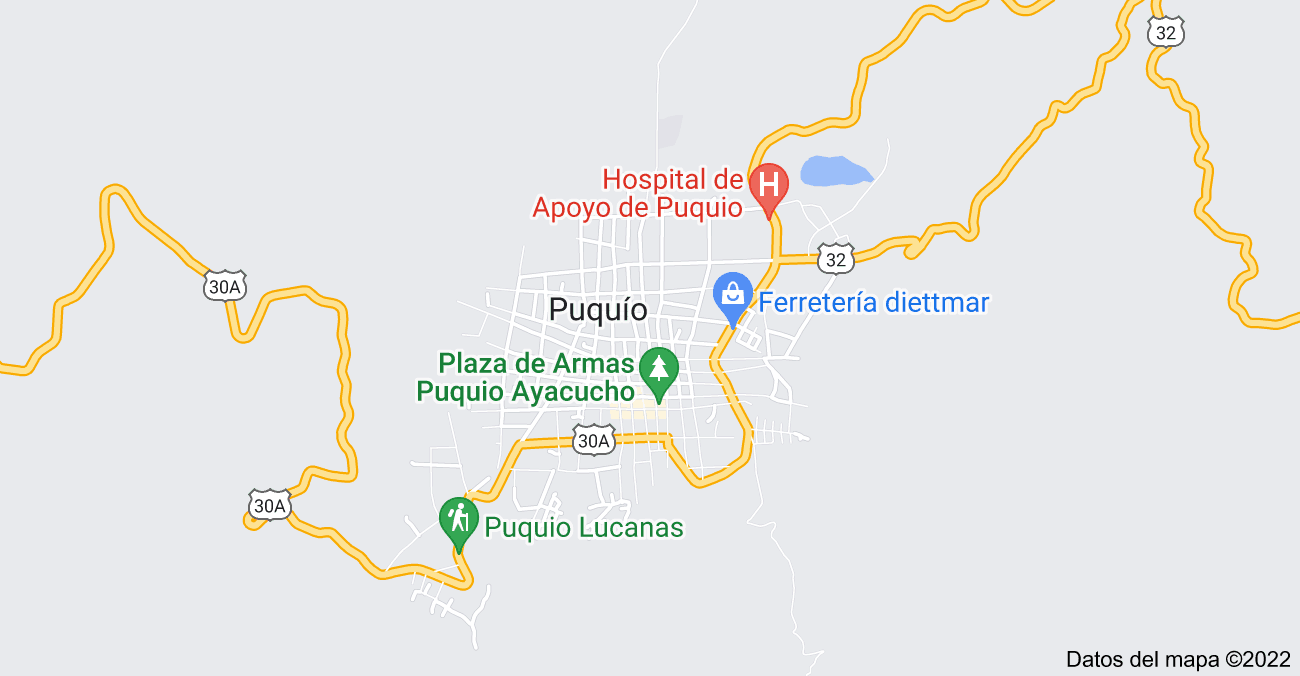 32
Hospital de
H
Apoyo de Puquio
32
30A
Ferretería diettmar
Puquío
Plaza de Armas
Puquio Ayacucho
30A
30A
Puquio Lucanas
Datos del mapa ©2022